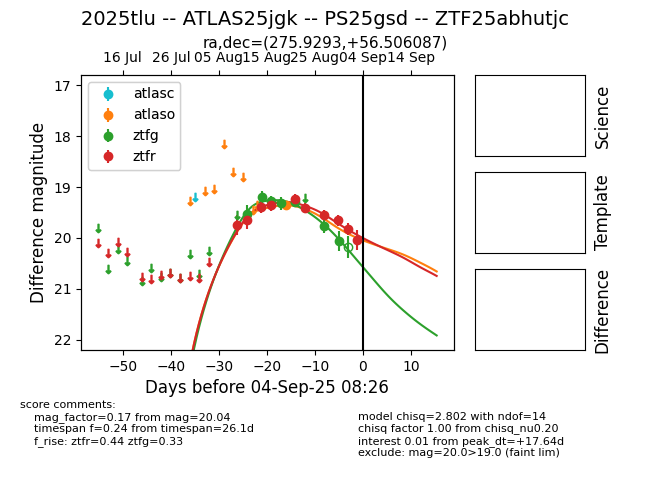 2025tlu -- ATLAS25jgk -- PS25gsd -- ZTF25abhutjc
ra,dec=(275.9293,+56.506087)
16 Jul 26 Jul 05 Aug 15 Aug 25 Aug 04 Sep 14 Sep
atlasc
atlaso
ztfg
ztfr
17
18
19
20
21
22
Difference magnitude
−50 −40 −30 −20 −10 0 10
Days before 04-Sep-25 08:26
Science
Template
Difference
score comments:
mag_factor=0.17 from mag=20.04
timespan f=0.24 from timespan=26.1d
f_rise: ztfr=0.44 ztfg=0.33
model chisq=2.802 with ndof=14
chisq factor 1.00 from chisq_nu0.20
interest 0.01 from peak_dt=+17.64d
exclude: mag=20.0>19.0 (faint lim)